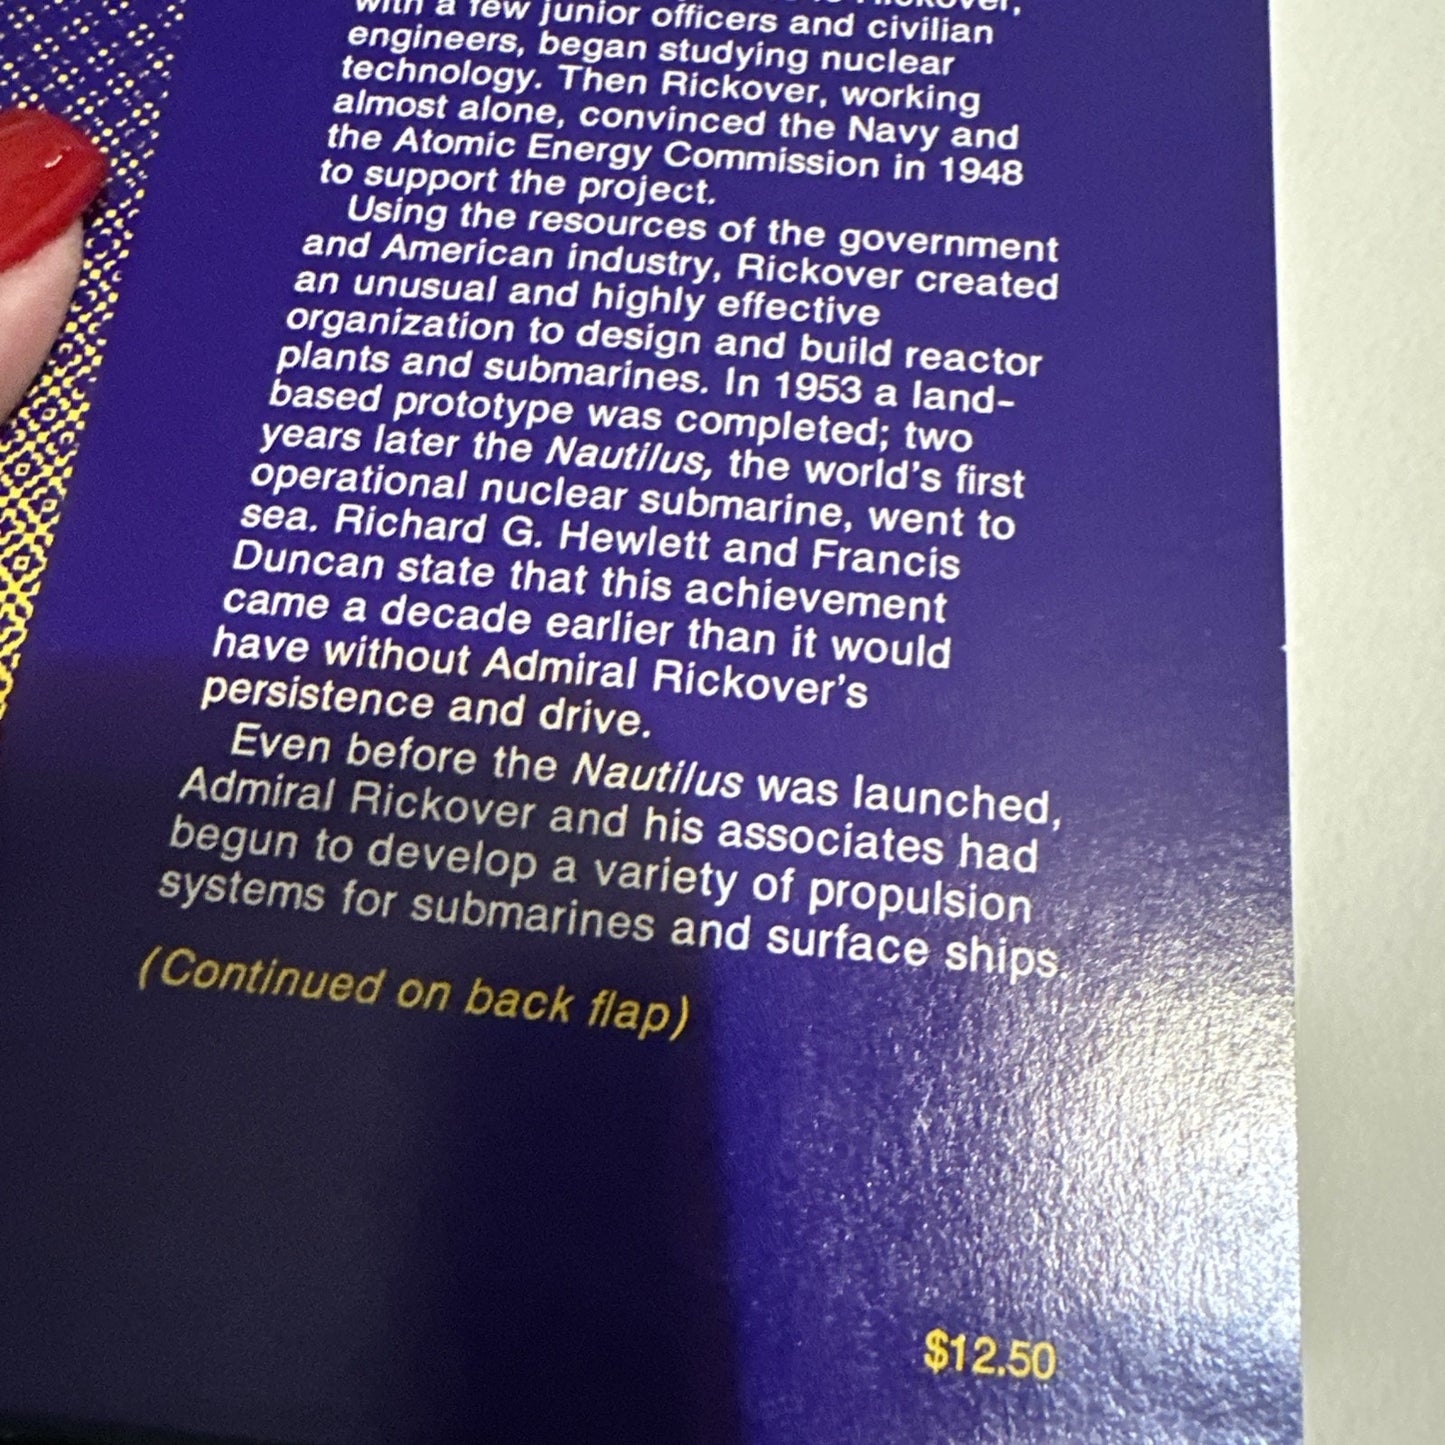 with a few junior officers and civilian
engineers, began studying nuclear
technology. Then Rickover, working
almost alone, convinced the Navy and
the Atomic Energy Commission in 1948
to support the project.
Using the resources of the government
and American industry, Rickover created
an unusual and highly effective
organization to design and build reactor
plants and submarines. In 1953 a land-
based prototype was completed; two
years later the Nautilus, the world's first
operational nuclear submarine, went to
sea. Richard G. Hewlett and Francis
Duncan state that this achievement
came a decade earlier than it would
have without Admiral Rickover's
persistence and drive.
Even before the Nautilus was launched,
Admiral Rickover and his associates had
begun to develop a variety of propulsion
systems for submarines and surface ships.
(Continued on back flap)
$12.50